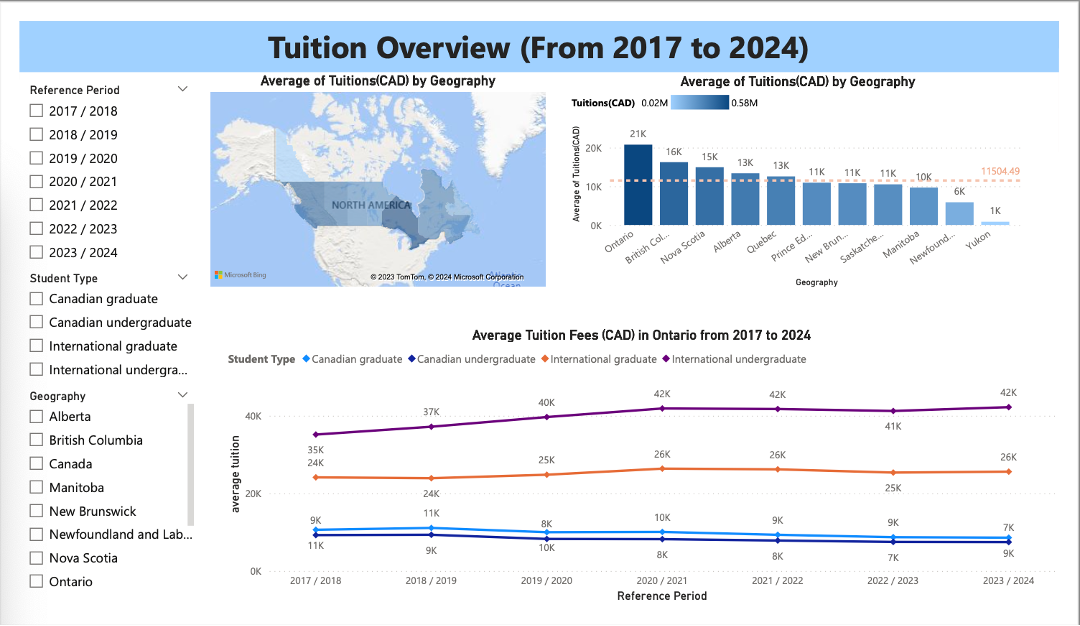 Tuition Overview (From 2017 to 2024)
Reference Period
2017 / 2018
2018 / 2019
2019 / 2020
2020 / 2021
2021 / 2022
2022 / 2023
2023 / 2024
Student Type
Canadian graduate
Canadian undergraduate
International graduate
International undergra...
Geography
Alberta
British Columbia
Canada
Manitoba
New Brunswick
Newfoundland and Lab...
Nova Scotia
Ontario
Average of Tuitions(CAD) by Geography
NORTH AMERICA
Microsoft Bing
© 2023 TomTom, © 2024 Microsoft Corporation
Ocean
Average of Tuitions(CAD) by Geography
Tuitions(CAD) 0.02M 0.58M
Average of Tuitions(CAD)
20K
10K
0K
21K 16K 15K 13K 13K 11K 11K 11K 10K 6K 1K
11504.49
Ontario British Col... Nova Scotia Alberta Quebec Prince Ed... New Brun... Saskatche... Manitoba Newfound... Yukon
Geography
Average Tuition Fees (CAD) in Ontario from 2017 to 2024
Student Type Canadian graduate Canadian undergraduate International graduate International undergraduate
average tuition
40K
20K
0K
35K 37K 40K 42K 42K 41K 42K
24K 24K 25K 26K 26K 25K 26K
9K 11K 8K 10K 9K 9K 7K
11K 9K 10K 8K 8K 7K 9K
2017 / 2018 2018 / 2019 2019 / 2020 2020 / 2021 2021 / 2022 2022 / 2023 2023 / 2024
Reference Period